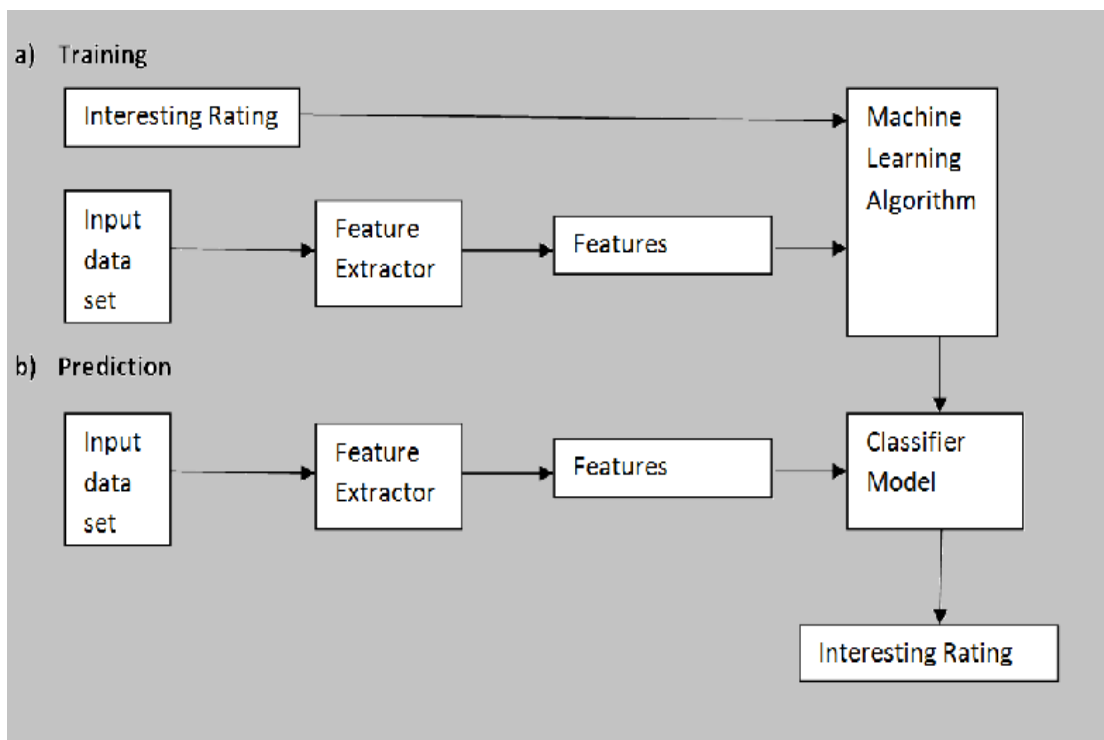 a) Training
Interesting Rating
Machine
Learning
Algorithm
Input
data
set
Feature
Extractor
Features
b) Prediction
Input
data
set
Feature
Extractor
Features
Classifier
Model
Interesting Rating